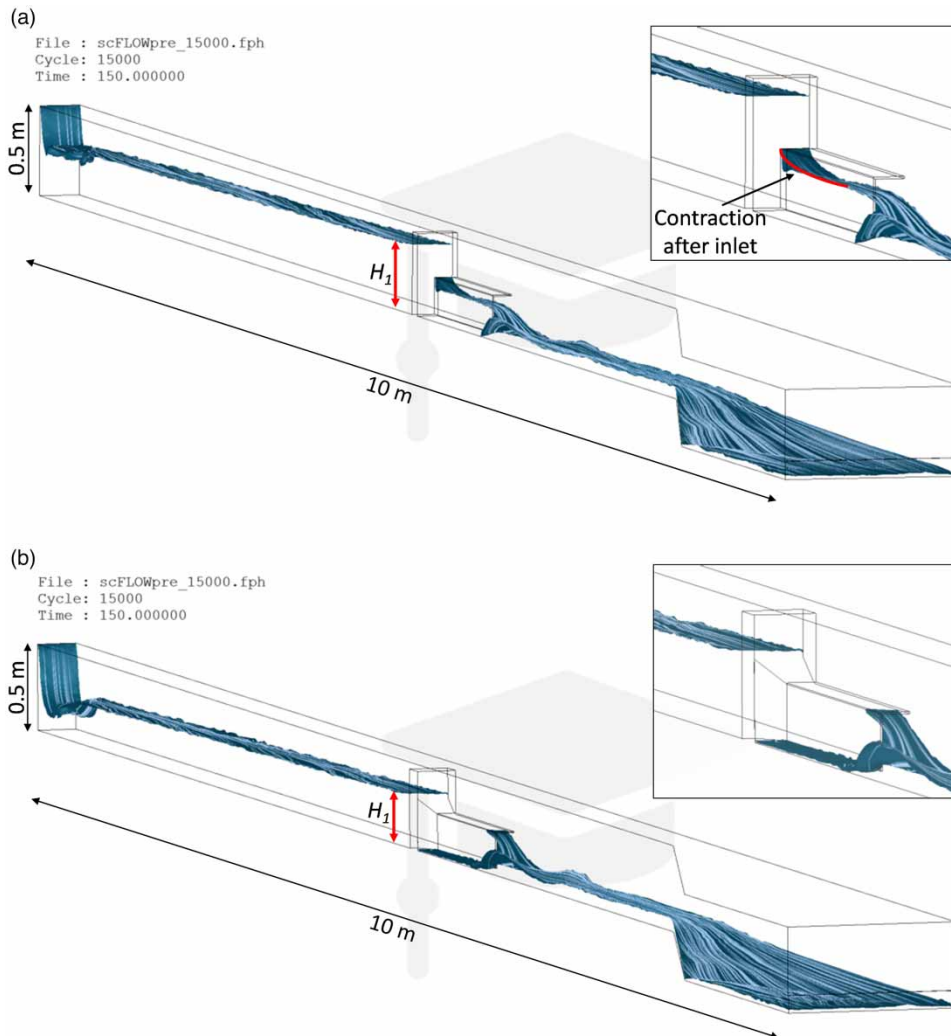 (a)
File : scFLOWpre_15000.fph
Cycle: 15000
Time : 150.000000
0.5 m
H1
10 m
Contraction
after inlet
(b)
File : scFLOWpre_15000.fph
Cycle: 15000
Time : 150.000000
0.5 m
H1
10 m